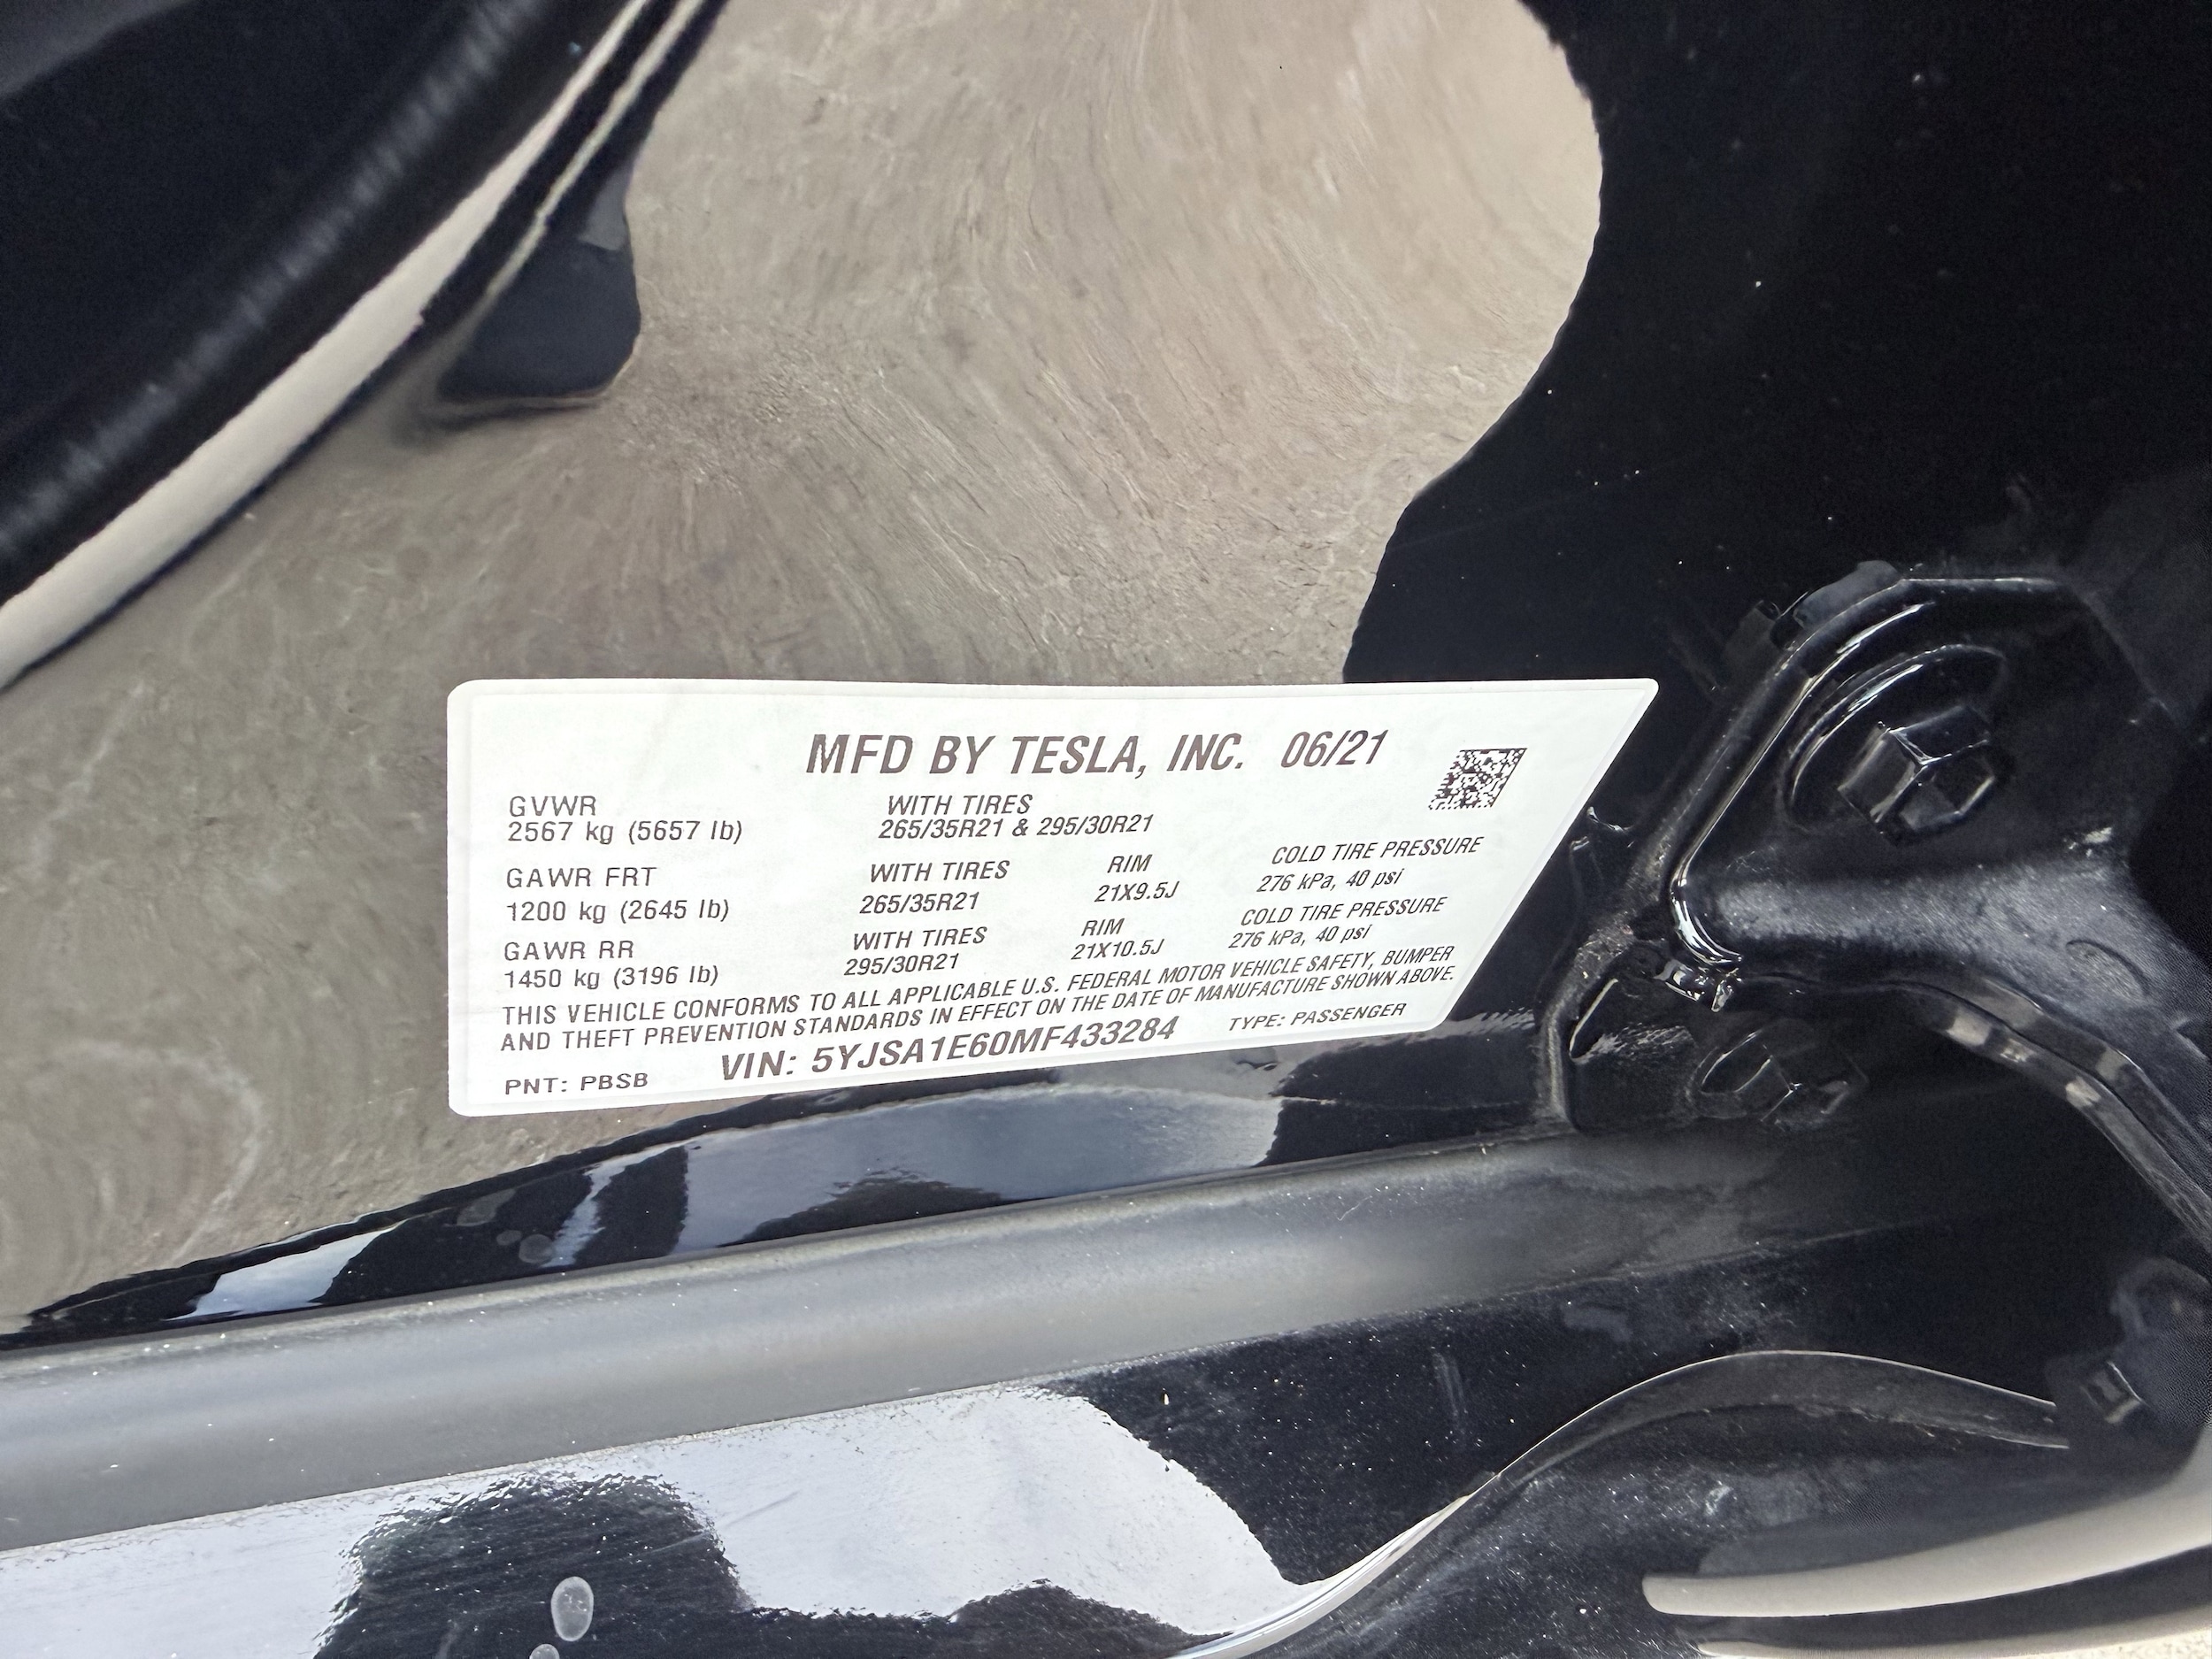 MFD BY TESLA, INC. 06/21
GVWR
2567 kg (5657 lb)
WITH TIRES
265/35R21 & 295/30R21
GAWR FRT
1200 kg (2645 lb)
WITH TIRES
265/35R21
RIM
21X9.5J
COLD TIRE PRESSURE
276 kPa, 40 psi
GAWR RR
1450 kg (3196 lb)
WITH TIRES
295/30R21
RIM
21X10.5J
COLD TIRE PRESSURE
276 kPa, 40 psi
THIS VEHICLE CONFORMS TO ALL APPLICABLE U.S. FEDERAL MOTOR VEHICLE SAFETY, BUMPER
AND THEFT PREVENTION STANDARDS IN EFFECT ON THE DATE OF MANUFACTURE SHOWN ABOVE.
PNT: PBSB
VIN: 5YJSA1E60MF433284
TYPE: PASSENGER